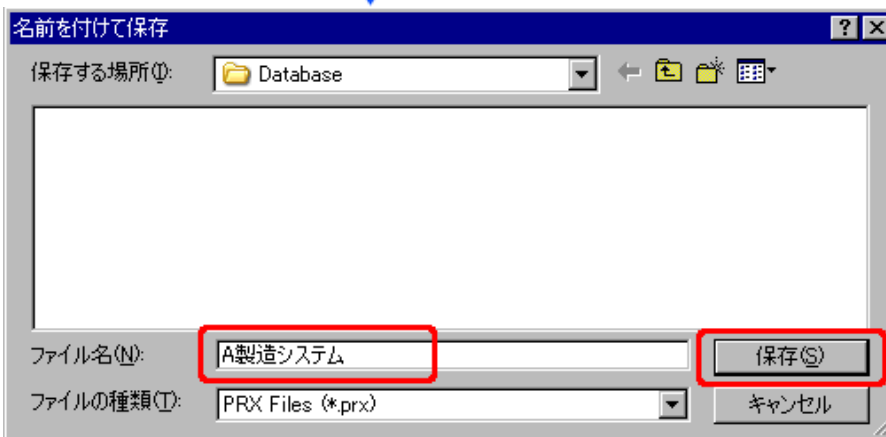 名前を付けて保存
保存する場所(I):
Database
ファイル名(N):
A製造システム
保存(S)
ファイルの種類(T):
PRX Files (*.prx)
キャンセル